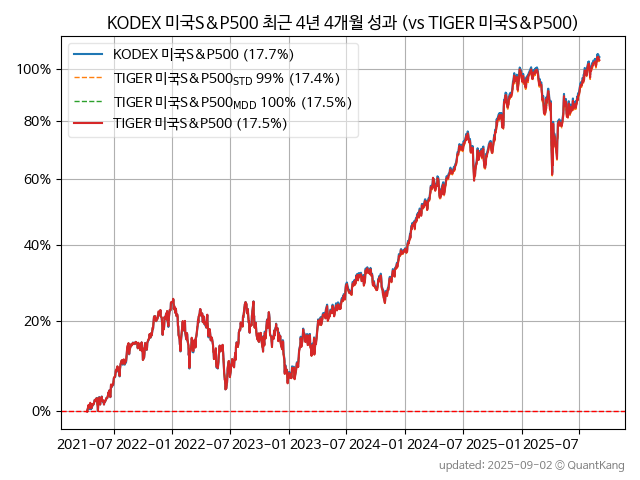 KODEX 미국S&P500 최근 4년 4개월 성과 (vs TIGER 미국S&P500)
KODEX 미국S&P500 (17.7%)
TIGER 미국S&P500STD 99% (17.4%)
TIGER 미국S&P500MDD 100% (17.5%)
TIGER 미국S&P500 (17.5%)
100%
80%
60%
40%
20%
0%
2021-07 2022-01 2022-07 2023-01 2023-07 2024-01 2024-07 2025-01 2025-07
updated: 2025-09-02 © QuantKang